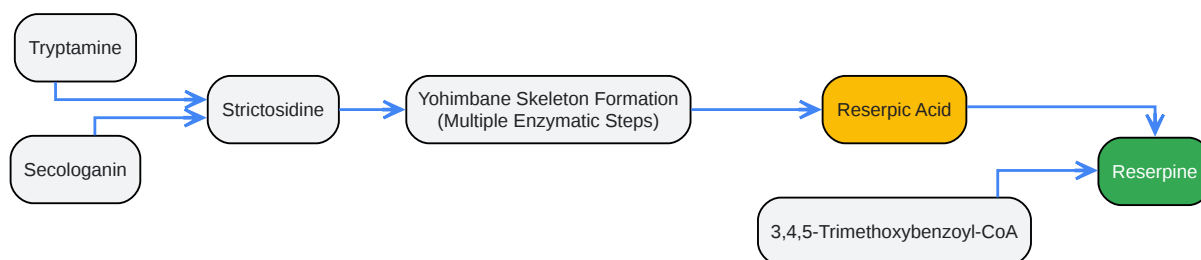 Tryptamine
Secologanin
Strictosidine
Yohimbane Skeleton Formation
(Multiple Enzymatic Steps)
Reserpic Acid
3,4,5-Trimethoxybenzoyl-CoA
Reserpine